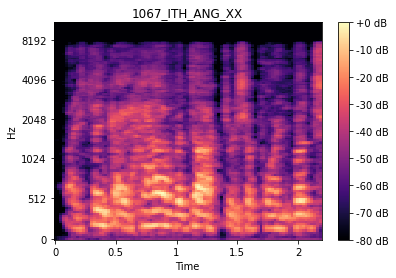 1067_ITH_ANG_XX
8192
4096
2048
1024
512
0
Hz
0
0.5
1
1.5
2
Time
+0 dB
-10 dB
-20 dB
-30 dB
-40 dB
-50 dB
-60 dB
-70 dB
-80 dB